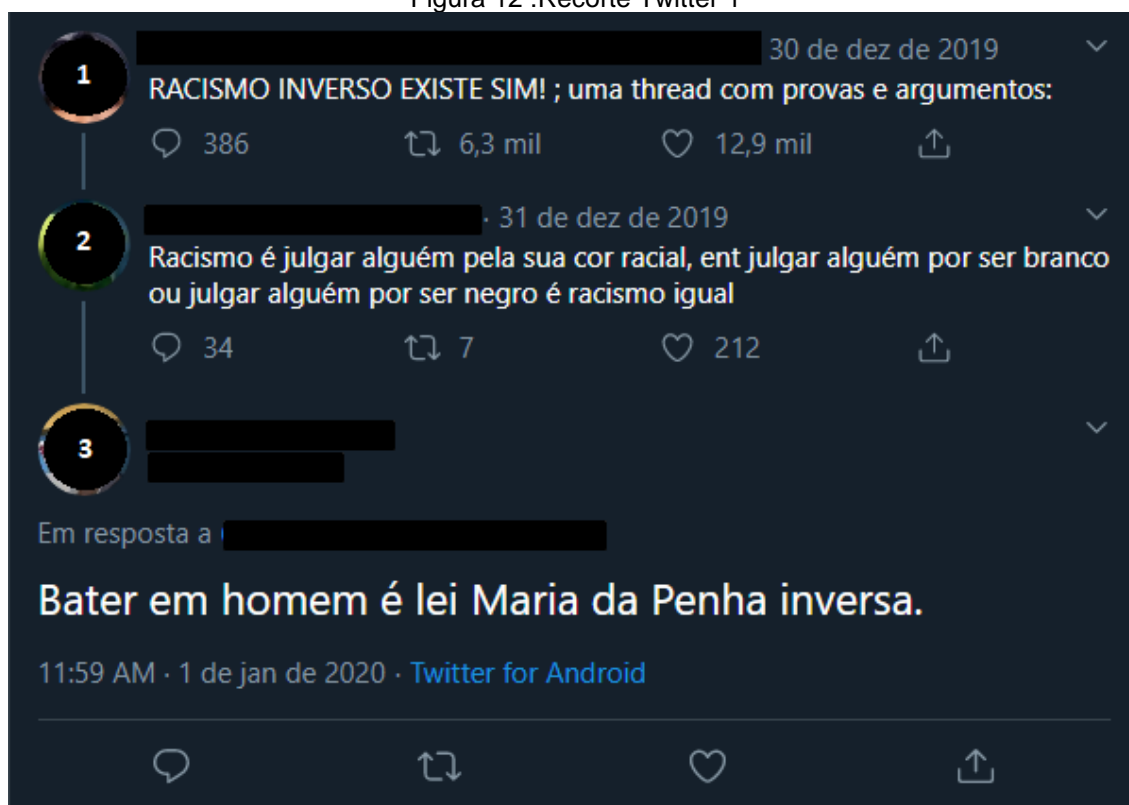 Figura 12 .Recorte Twitter 1
1
30 de dez de 2019
RACISMO INVERSO EXISTE SIM! ; uma thread com provas e argumentos:
386 6,3 mil 12,9 mil
2
· 31 de dez de 2019
Racismo é julgar alguém pela sua cor racial, ent julgar alguém por ser branco
ou julgar alguém por ser negro é racismo igual
34 7 212
3
Em resposta a
Bater em homem é lei Maria da Penha inversa.
11:59 AM · 1 de jan de 2020 · Twitter for Android